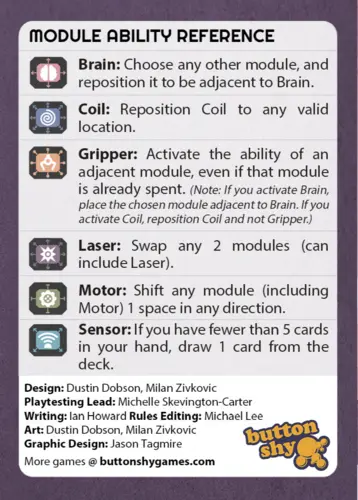 MODULE ABILITY REFERENCE
Brain: Choose any other module, and
reposition it to be adjacent to Brain.
Coil: Reposition Coil to any valid
location.
Gripper: Activate the ability of an
adjacent module, even if that module
is already spent. (Note: If you activate Brain,
place the chosen module adjacent to Brain. If you
activate Coil, reposition Coil and not Gripper.)
Laser: Swap any 2 modules (can
include Laser).
Motor: Shift any module (including
Motor) 1 space in any direction.
Sensor: If you have fewer than 5 cards
in your hand, draw 1 card from the
deck.
Design: Dustin Dobson, Milan Zivkovic
Playtesting Lead: Michelle Skevington-Carter
Writing: Ian Howard Rules Editing: Michael Lee
Art: Dustin Dobson, Milan Zivkovic
Graphic Design: Jason Tagmire
More games @ buttonshygames.com
button
shy